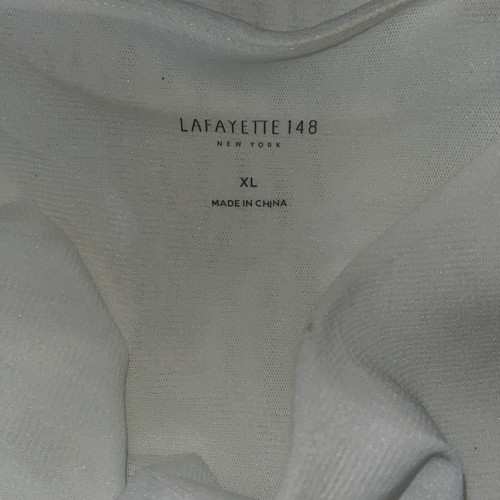 LAFAYETTE 148
NEW YORK
XL
MADE IN CHINA